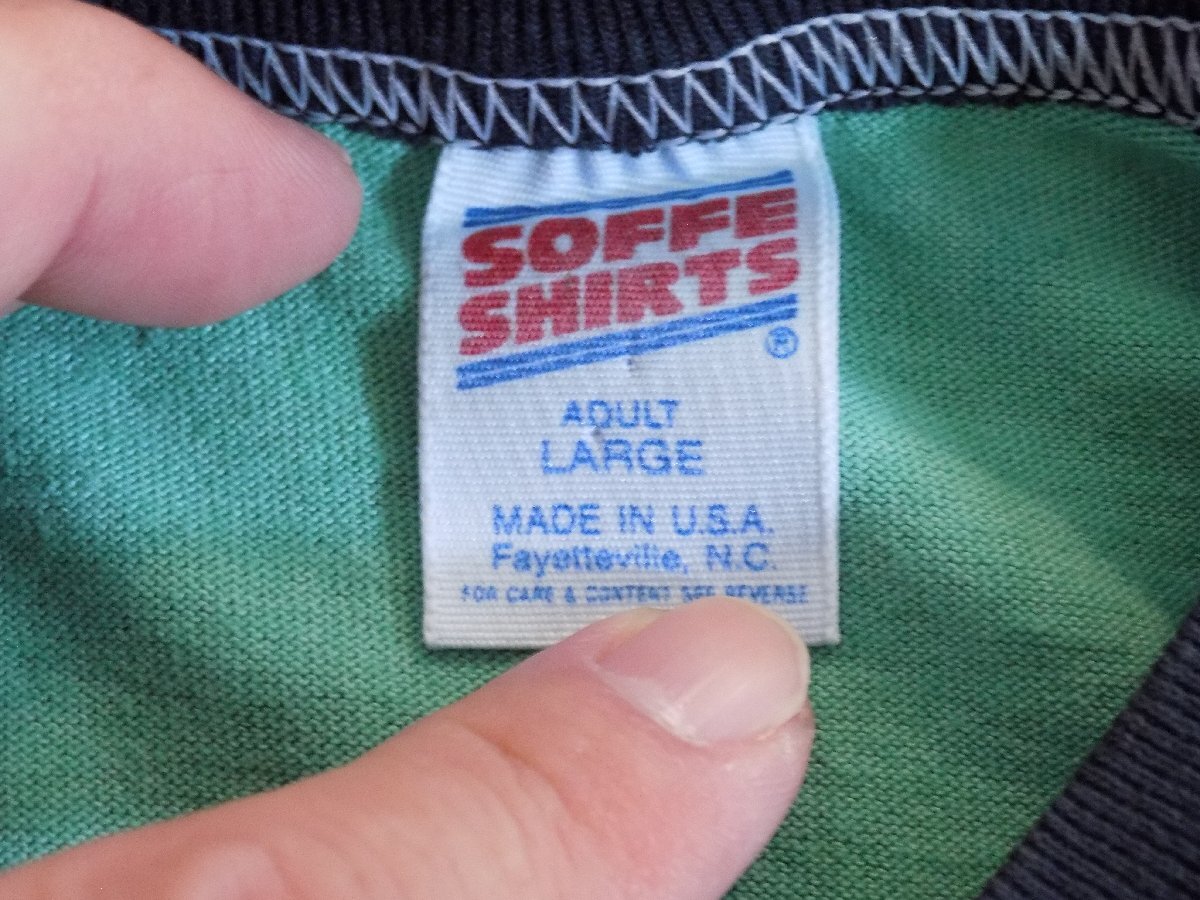 SOFFE
SHIRTS
®
ADULT
LARGE
MADE IN U.S.A.
Fayetteville, N.C.
FOR CARE & CONTENT SEE REVERSE